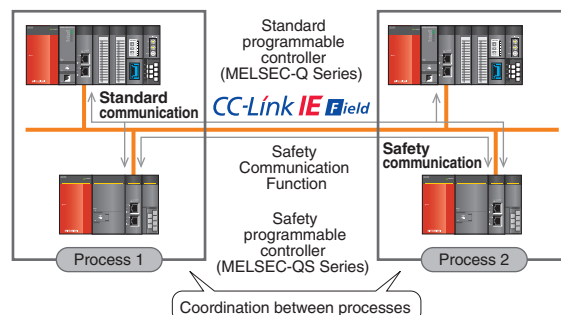 Standard
programmable
controller
(MELSEC-Q Series)
Standard
communication
CC-Link IE Field
Safety
Communication
Function
Safety
communication
Safety
programmable
controller
(MELSEC-QS Series)
Process 1
Process 2
Coordination between processes